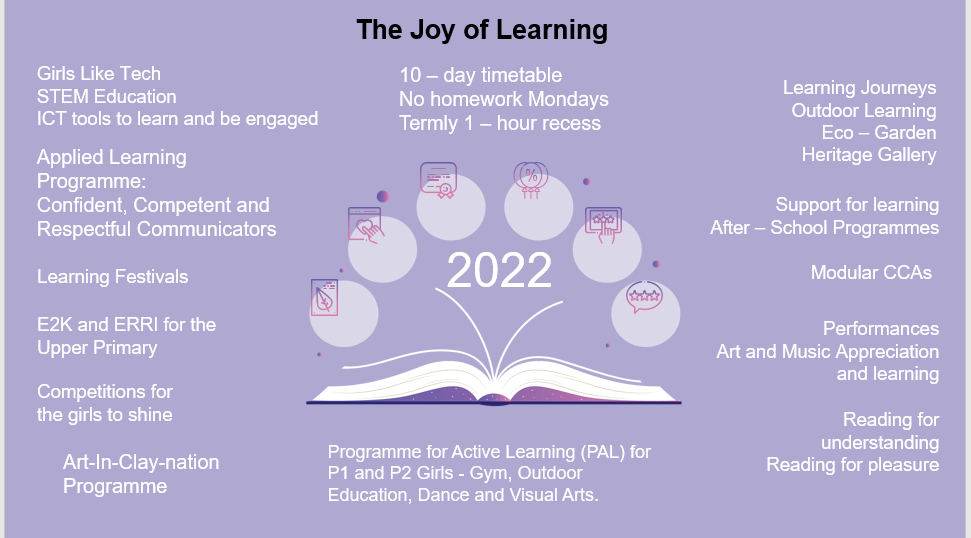 The Joy of Learning
Girls Like Tech
STEM Education
ICT tools to learn and be engaged
Applied Learning
Programme:
Confident, Competent and
Respectful Communicators
Learning Festivals
E2K and ERRI for the
Upper Primary
Competitions for
the girls to shine
Art-In-Clay-nation
Programme
10 – day timetable
No homework Mondays
Termly 1 – hour recess
%
2022
Programme for Active Learning (PAL) for
P1 and P2 Girls - Gym, Outdoor
Education, Dance and Visual Arts.
Learning Journeys
Outdoor Learning
Eco – Garden
Heritage Gallery
Support for learning
After – School Programmes
Modular CCAs
Performances
Art and Music Appreciation
and learning
Reading for
understanding
Reading for pleasure